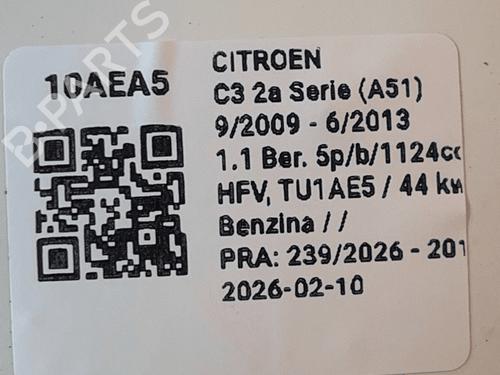 B-PARTS
10AEA5
CITROEN
C3 2a Serie (A51)
9/2009 - 6/2013
1.1 Ber. 5p/b/1124cc
HFV, TU1AE5 / 44 kw
Benzina / /
PRA: 239/2026 - 201
2026-02-10